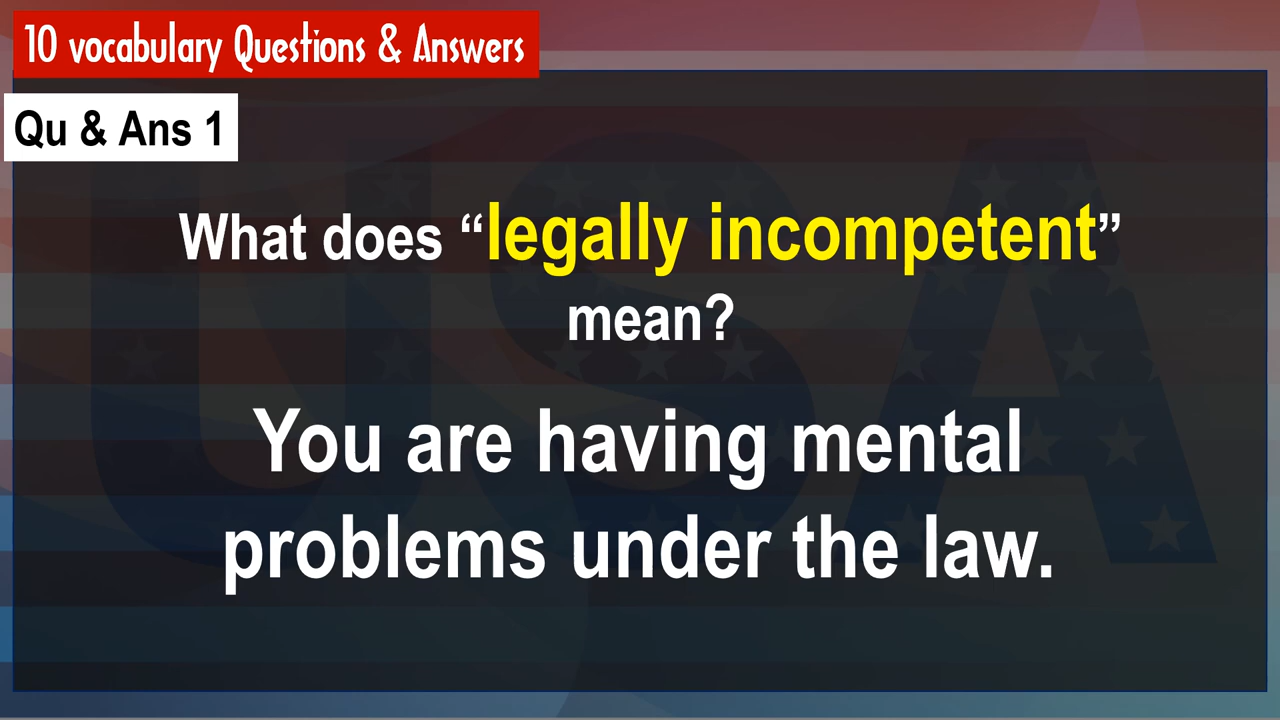 10 vocabulary Questions & Answers
Qu & Ans 1
What does “legally incompetent”
mean?
You are having mental
problems under the law.
USA